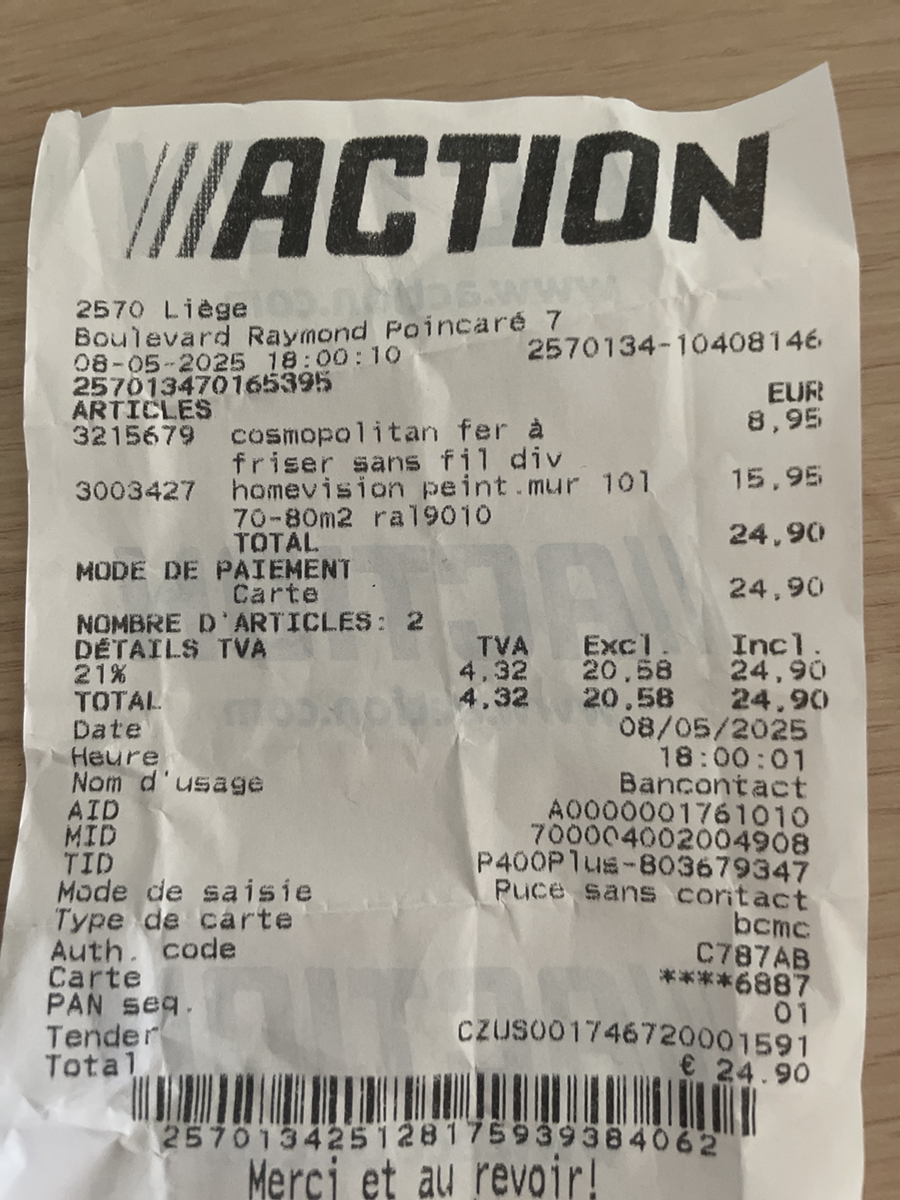 ACTION
2570 Liège
Boulevard Raymond Poincaré 7
08-05-2025 18:00:10 2570134-10408146
257013470165395
ARTICLES EUR
3215679 cosmopolitan fer à 8,95
friser sans fil div
3003427 homevision peint.mur 10l 15,95
70-80m2 ral9010
TOTAL 24,90
MODE DE PAIEMENT
Carte 24,90
NOMBRE D'ARTICLES: 2
DÉTAILS TVA TVA Excl. Incl.
21% 4,32 20,58 24,90
TOTAL 4,32 20,58 24,90
Date 08/05/2025
Heure 18:00:01
Nom d'usage Bancontact
AID A0000001761010
MID 700004002004908
TID P400Plus-803679347
Mode de saisie Puce sans contact
Type de carte bcmc
Auth. code C787AB
Carte ****6887
PAN seq. 01
Tender CZUS001746720001591
Total € 24.90
257013425128175939384062
Merci et au revoir!